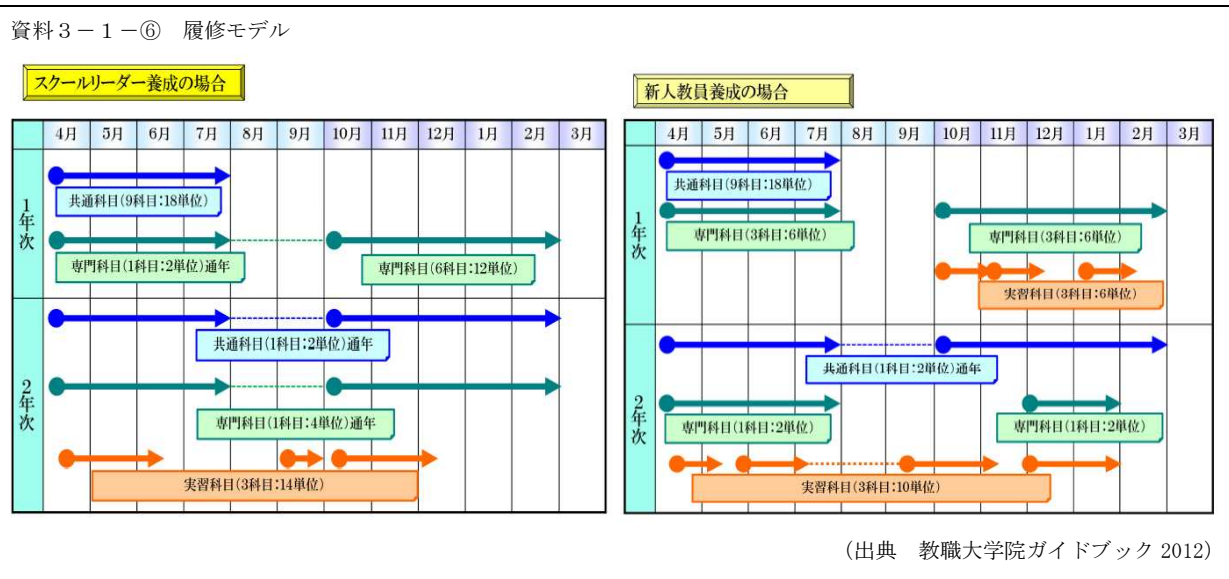 資料３－１－⑥ 履修モデル
スクールリーダー養成の場合
4月 5月 6月 7月 8月 9月 10月 11月 12月 1月 2月 3月
1年次
共通科目(9科目:18単位)
専門科目(1科目:2単位)通年
専門科目(6科目:12単位)
2年次
共通科目(1科目:2単位)通年
専門科目(1科目:4単位)通年
実習科目(3科目:14単位)
新人教員養成の場合
4月 5月 6月 7月 8月 9月 10月 11月 12月 1月 2月 3月
1年次
共通科目(9科目:18単位)
専門科目(3科目:6単位)
専門科目(3科目:6単位)
実習科目(3科目:6単位)
2年次
共通科目(1科目:2単位)通年
専門科目(1科目:2単位)
専門科目(1科目:2単位)
実習科目(3科目:10単位)
（出典 教職大学院ガイドブック 2012）